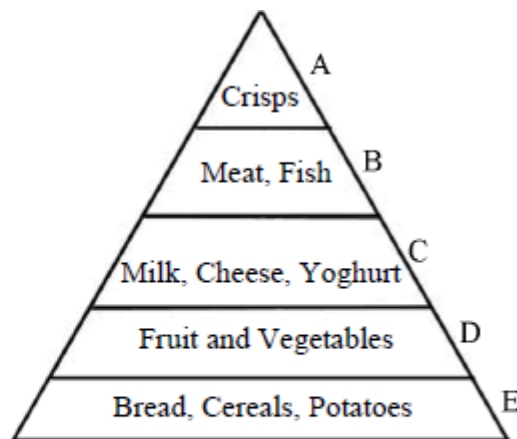 A
Crisps
B
Meat, Fish
C
Milk, Cheese, Yoghurt
D
Fruit and Vegetables
E
Bread, Cereals, Potatoes